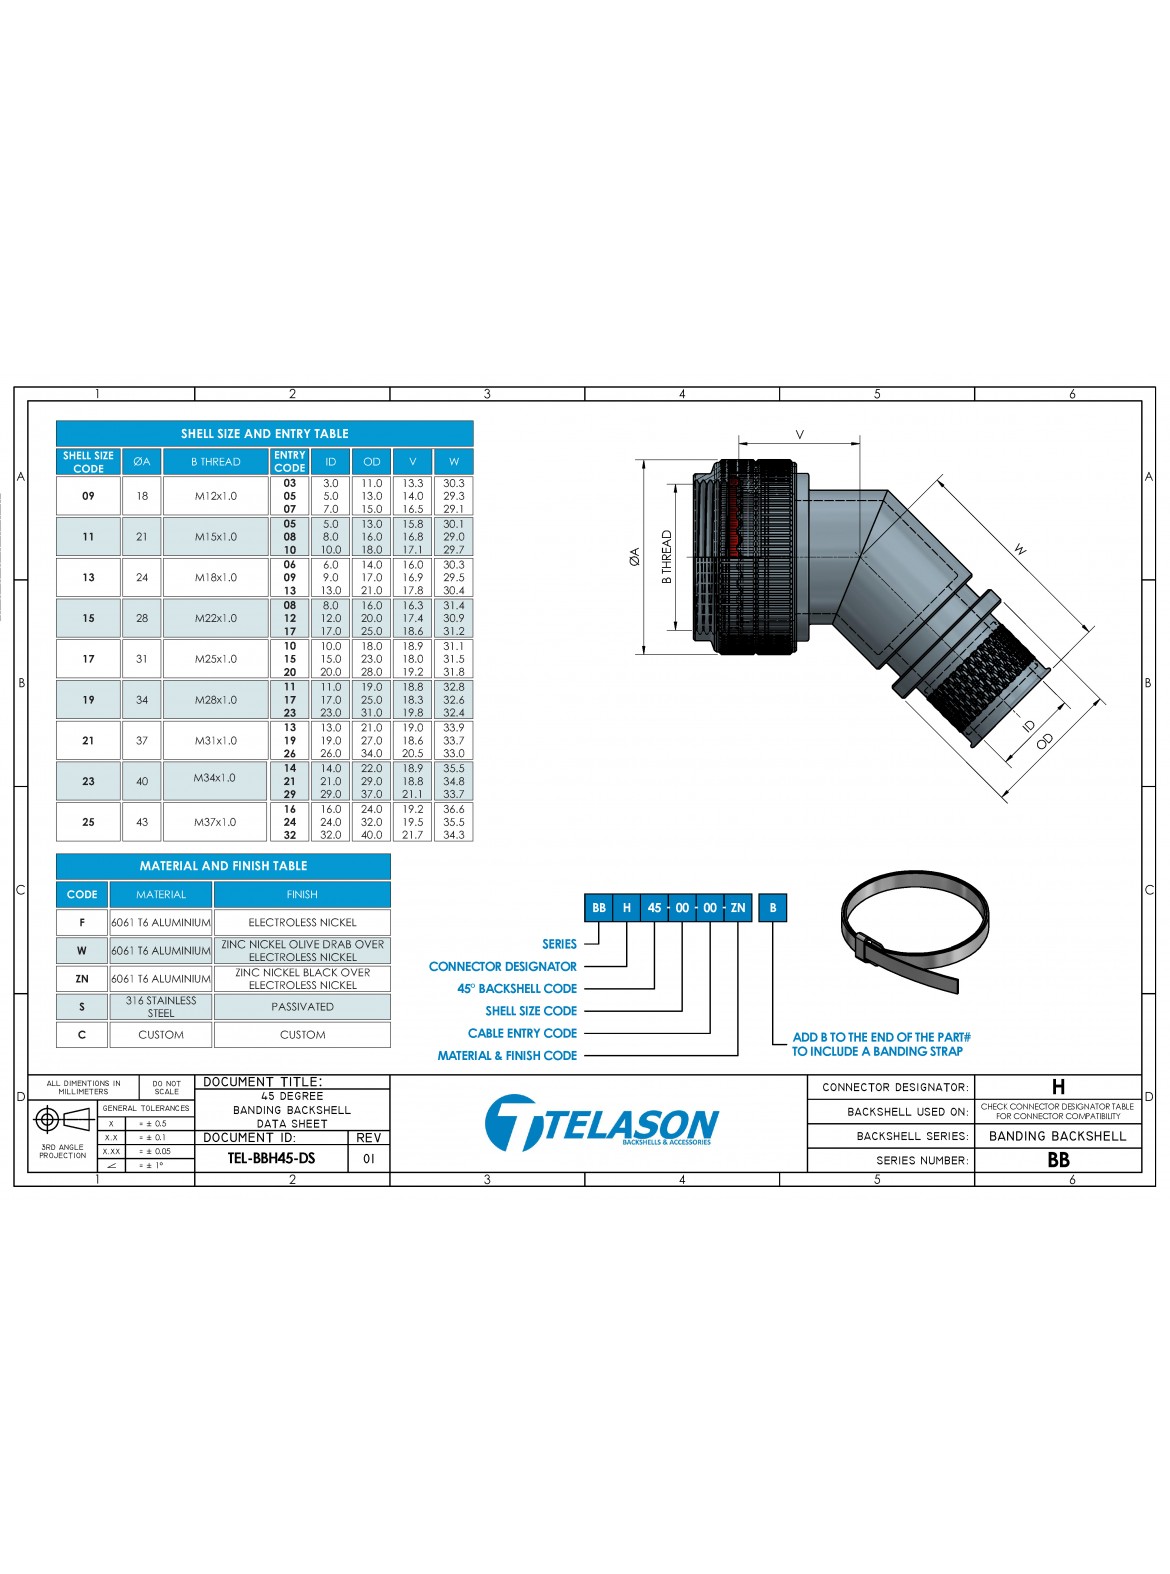 1 2 3 4 5 6
A
B
C
D
SHELL SIZE AND ENTRY TABLE
SHELL SIZE CODE ØA B THREAD ENTRY CODE ID OD V W
09 18 M12x1.0
03 3.0 11.0 13.3 30.3
05 5.0 13.0 14.0 29.3
07 7.0 15.0 16.5 29.1
11 21 M15x1.0
05 5.0 13.0 15.8 30.1
08 8.0 16.0 16.8 29.0
10 10.0 18.0 17.1 29.7
13 24 M18x1.0
06 6.0 14.0 16.0 30.3
09 9.0 17.0 16.9 29.5
13 13.0 21.0 17.8 30.4
15 28 M22x1.0
08 8.0 16.0 16.3 31.4
12 12.0 20.0 17.4 30.9
17 17.0 25.0 18.6 31.2
17 31 M25x1.0
10 10.0 18.0 18.9 31.1
15 15.0 23.0 18.0 31.5
20 20.0 28.0 19.2 31.8
19 34 M28x1.0
11 11.0 19.0 18.8 32.8
17 17.0 25.0 18.3 32.6
23 23.0 31.0 19.8 32.4
21 37 M31x1.0
13 13.0 21.0 19.0 33.9
19 19.0 27.0 18.6 33.7
26 26.0 34.0 20.5 33.0
23 40 M34x1.0
14 14.0 22.0 18.9 35.5
21 21.0 29.0 18.8 34.8
29 29.0 37.0 21.1 33.7
25 43 M37x1.0
16 16.0 24.0 19.2 36.6
24 24.0 32.0 19.5 35.5
32 32.0 40.0 21.7 34.3
V
ØA
B THREAD
W
ID
OD
MATERIAL AND FINISH TABLE
CODE MATERIAL FINISH
F 6061 T6 ALUMINIUM ELECTROLESS NICKEL
W 6061 T6 ALUMINIUM ZINC NICKEL OLIVE DRAB OVER
ELECTROLESS NICKEL
ZN 6061 T6 ALUMINIUM ZINC NICKEL BLACK OVER
ELECTROLESS NICKEL
S 316 STAINLESS STEEL PASSIVATED
C CUSTOM CUSTOM
BB H 45 - 00 - 00 - ZN B
SERIES
CONNECTOR DESIGNATOR
45° BACKSHELL CODE
SHELL SIZE CODE
CABLE ENTRY CODE
MATERIAL & FINISH CODE
ADD B TO THE END OF THE PART#
TO INCLUDE A BANDING STRAP
ALL DIMENTIONS IN
MILLIMETERS
DO NOT
SCALE
3RD ANGLE
PROJECTION
GENERAL TOLERANCES
X = ± 0.5
X.X = ± 0.1
X.XX = ± 0.05
∠ = ± 1°
DOCUMENT TITLE:
45 DEGREE
BANDING BACKSHELL
DATA SHEET
DOCUMENT ID: REV
TEL-BBH45-DS 01
TELASON
BACKSHELLS & ACCESSORIES
CONNECTOR DESIGNATOR: H
BACKSHELL USED ON: CHECK CONNECTOR DESIGNATOR TABLE
FOR CONNECTOR COMPATIBILITY
BACKSHELL SERIES: BANDING BACKSHELL
SERIES NUMBER: BB
1 2 3 4 5 6
A
B
C
D